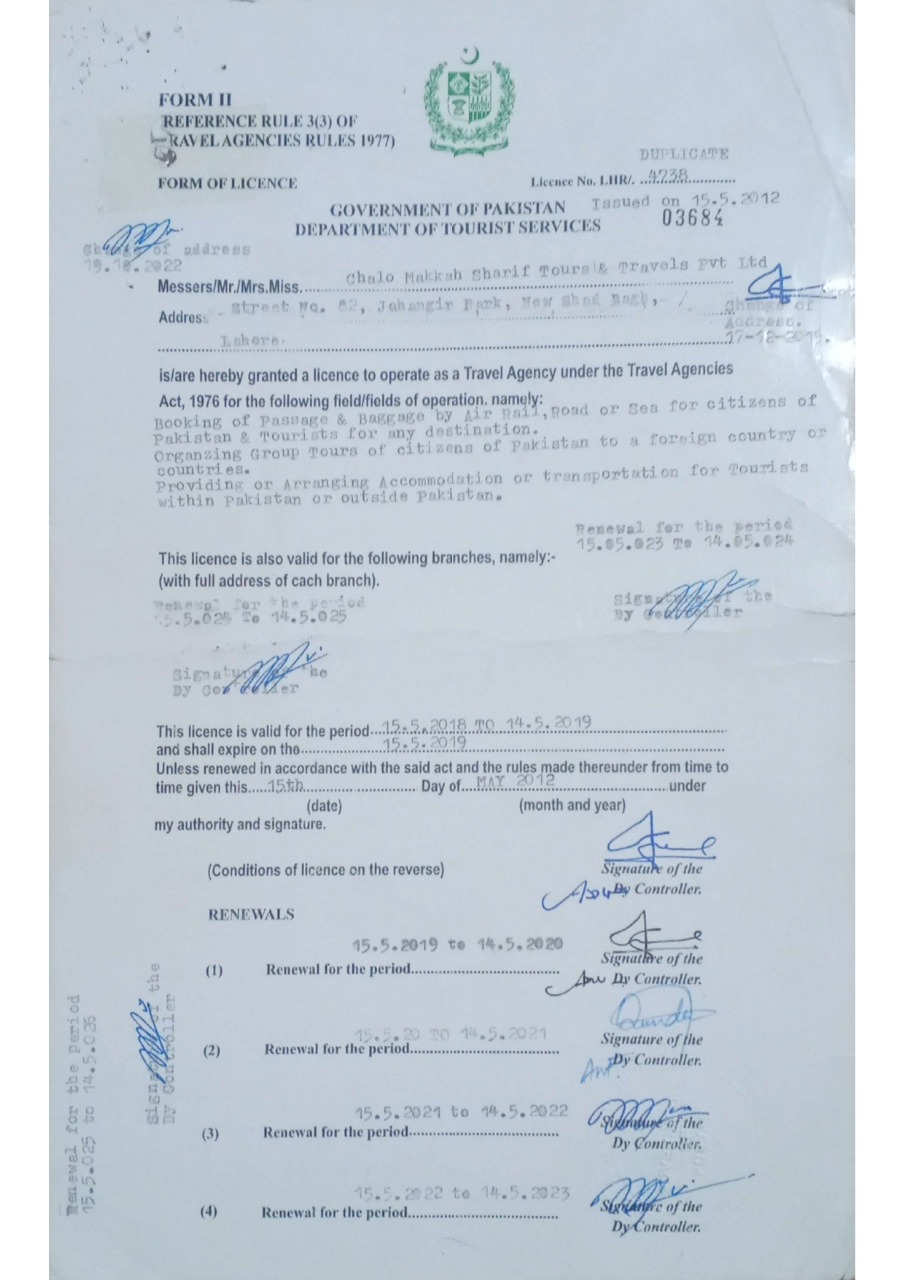 FORM II
REFERENCE RULE 3(3) OF
RAVEL AGENCIES RULES 1977)
DUPLICATE
FORM OF LICENCE
Licence No. LHR/. ..4238..............
Issued on 15.5.2012
03684
GOVERNMENT OF PAKISTAN
DEPARTMENT OF TOURIST SERVICES
Change of address
19.10.2022
Messers/Mr./Mrs.Miss.... Chalo Makkah Sharif Tours & Travels Pvt Ltd
Address Street No. 62, Jahangir Park, New Shad Bagh,- /
Change of
Address.
17-12-2019.
Lahore.
is/are hereby granted a licence to operate as a Travel Agency under the Travel Agencies
Act, 1976 for the following field/fields of operation. namely:
Booking of Passage & Baggage by Air Rail,Road or Sea for citizens of
Pakistan & Tourists for any destination.
Organzing Group Tours of citizens of Pakistan to a foreign country or
countries.
Providing or Arranging Accommodation or transportation for Tourists
within Pakistan or outside Pakistan.
Renewal for the period
15.05.023 To 14.05.024
This licence is also valid for the following branches, namely:-
(with full address of cach branch).
Signature of the
Dy Controller
Renewal for the period
15.5.024 To 14.5.025
Signature of the
Dy Controller
This licence is valid for the period...15.5.2018 TO 14.5.2019
and shall expire on the...15.5.2019
Unless renewed in accordance with the said act and the rules made thereunder from time to
time given this.....15th............................ Day of...MAY 2012........................ under
(date) (month and year)
my authority and signature.
(Conditions of licence on the reverse)
Signature of the
Dy Controller.
RENEWALS
15.5.2019 to 14.5.2020
(1) Renewal for the period.....................................
Signature of the
Dy Controller.
15.5.20 TO 14.5.2021
(2) Renewal for the period.....................................
Signature of the
Dy Controller.
15.5.2021 to 14.5.2022
(3) Renewal for the period.....................................
Signature of the
Dy Controller.
15.5.2022 to 14.5.2023
(4) Renewal for the period.....................................
Signature of the
Dy Controller.
Renewal for the period
15.5.025 to 14.5.026
Signature of the
Dy Controller